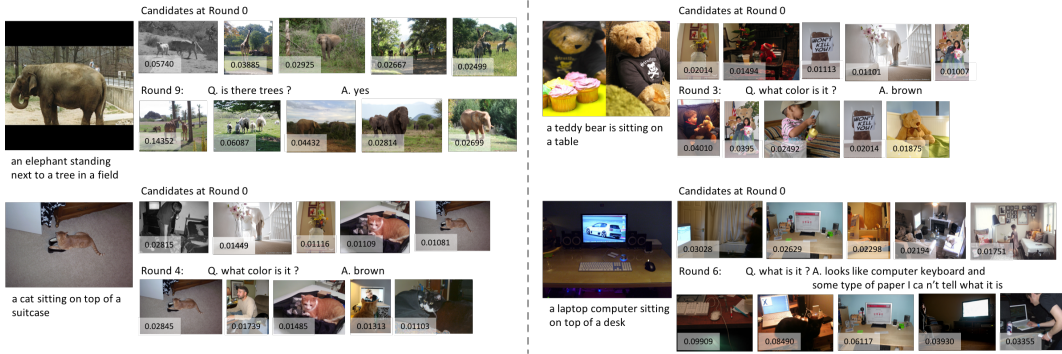 Candidates at Round 0
0.05740
0.03885
0.02925
0.02667
0.02499
Round 9: Q. is there trees ? A. yes
0.14352
0.06087
0.04432
0.02814
0.02699
an elephant standing
next to a tree in a field
Candidates at Round 0
0.02815
0.01449
0.01116
0.01109
0.01081
Round 4: Q. what color is it ? A. brown
0.02845
0.01739
0.01485
0.01313
0.01103
a cat sitting on top of a
suitcase
Candidates at Round 0
0.02014
0.01494
0.01113
0.01101
0.01007
WON'T
KILL
YOU!
Round 3: Q. what color is it ? A. brown
0.04010
0.0395
0.02492
0.02014
0.01875
WON'T
KILL
YOU!
a teddy bear is sitting on
a table
Candidates at Round 0
0.03028
0.02629
0.02298
0.02194
0.01751
Round 6: Q. what is it ? A. looks like computer keyboard and
some type of paper I ca n't tell what it is
0.09909
0.08490
0.06117
0.03930
0.03355
a laptop computer sitting
on top of a desk